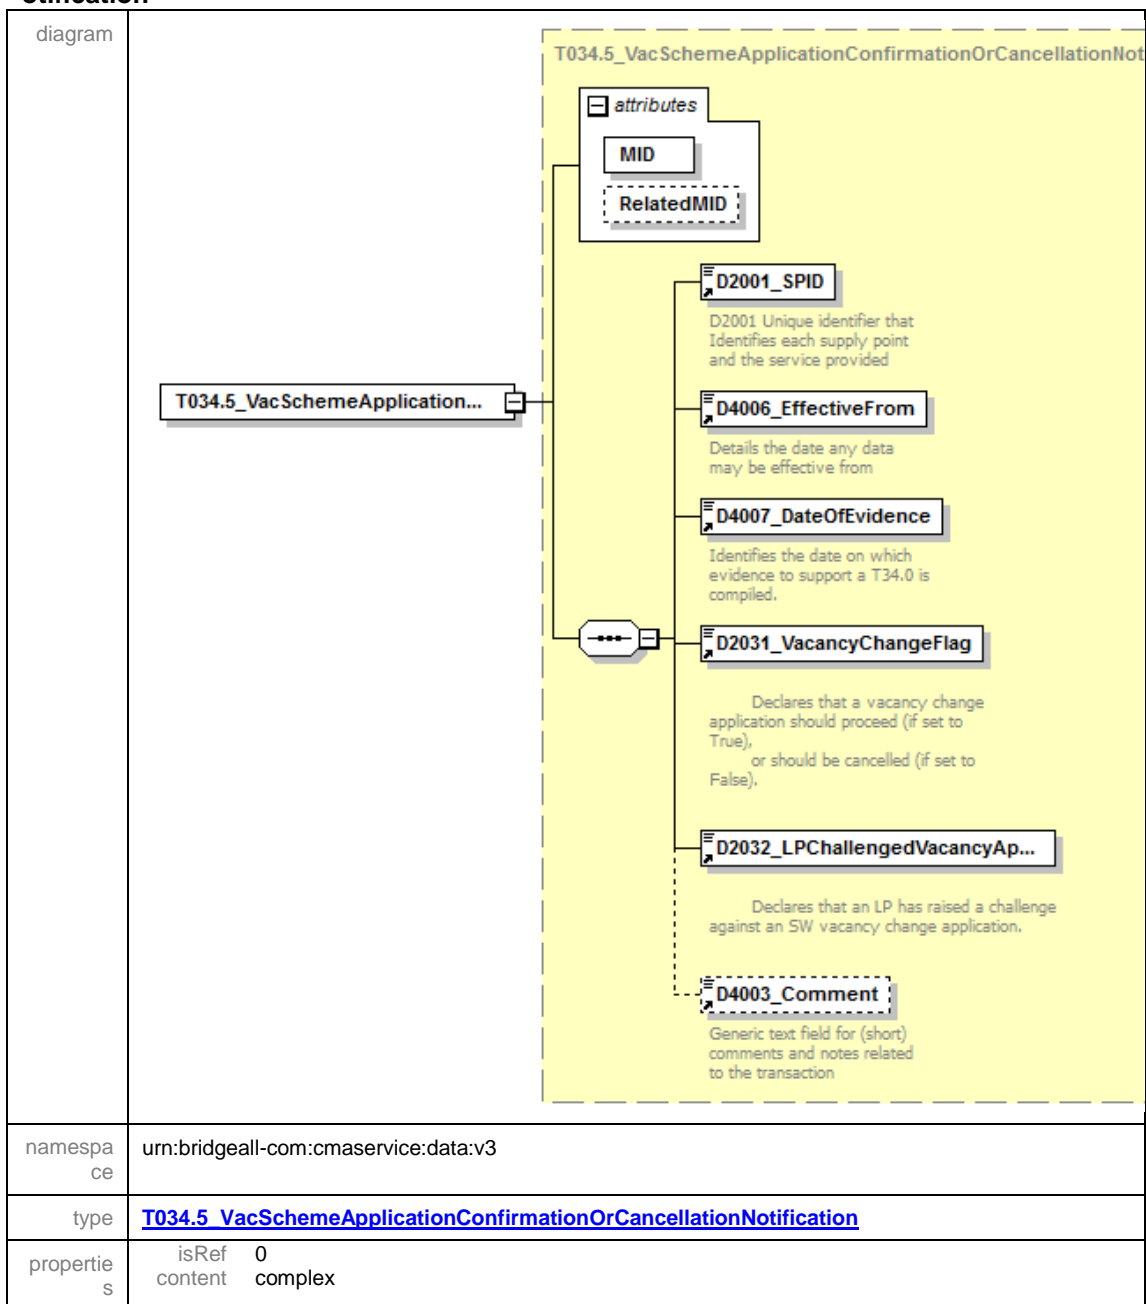 otification
diagram
T034.5_VacSchemeApplicationConfirmationOrCancellationNot
attributes
MID
RelatedMID
D2001_SPID
D2001 Unique identifier that
Identifies each supply point
and the service provided
T034.5_VacSchemeApplication...
D4006_EffectiveFrom
Details the date any data
may be effective from
D4007_DateOfEvidence
Identifies the date on which
evidence to support a T34.0 is
compiled.
D2031_VacancyChangeFlag
Declares that a vacancy change
application should proceed (if set to
True),
or should be cancelled (if set to
False).
D2032_LPChallengedVacancyAp...
Declares that an LP has raised a challenge
against an SW vacancy change application.
D4003_Comment
Generic text field for (short)
comments and notes related
to the transaction
namespa
ce
urn:bridgeall-com:cmaservice:data:v3
type
T034.5_VacSchemeApplicationConfirmationOrCancellationNotification
propertie
s
isRef 0
content complex